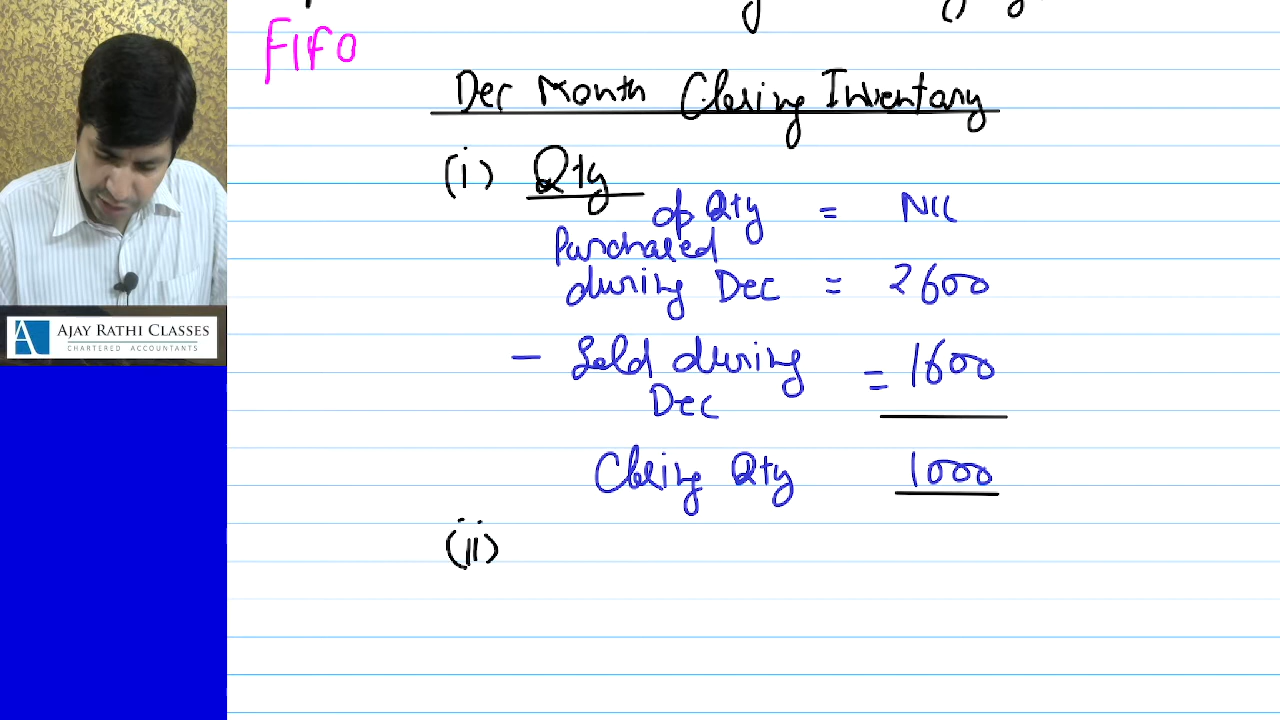 FIFO
Dec Month Closing Inventory
(i) Qty
op Qty = NIL
Purchased
during Dec = 2600
- Sold during = 1600
Dec
Closing Qty 1000
(ii)
AJAY RATHI CLASSES
CHARTERED ACCOUNTANTS